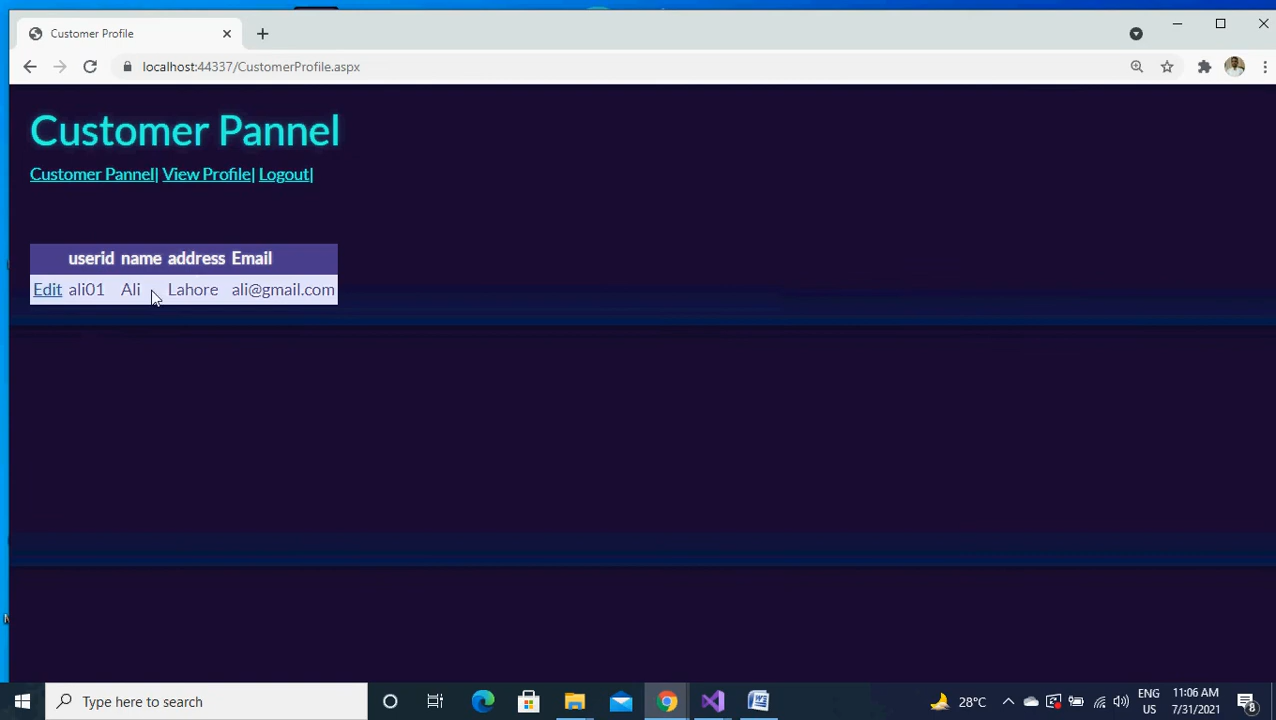 Customer Profile
localhost:44337/CustomerProfile.aspx
Customer Pannel
Customer Pannel| View Profile| Logout|
userid name address Email
Edit ali01 Ali Lahore ali@gmail.com
Type here to search
28°C
ENG
US
11:06 AM
7/31/2021
8